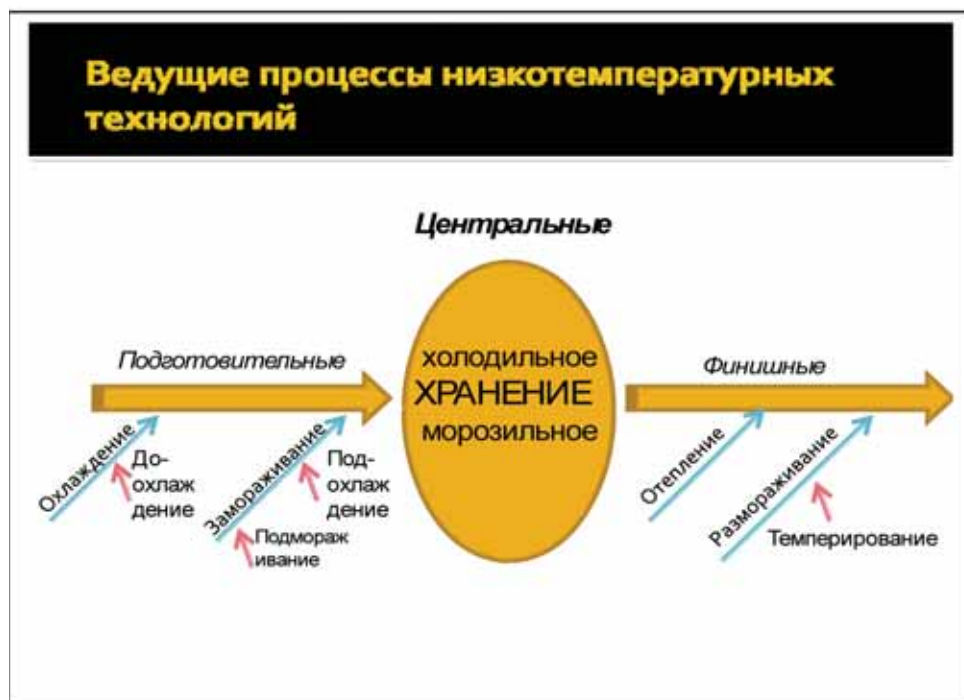 Ведущие процессы низкотемпературных
технологий
Центральные
Подготовительные
холодильное
ХРАНЕНИЕ
морозильное
Финишные
Охлаждение
До-
охлаж
дение
Замораживание
Под-
охлаж
дение
Подмораж
ивание
Отепление
Размораживание
Темперирование